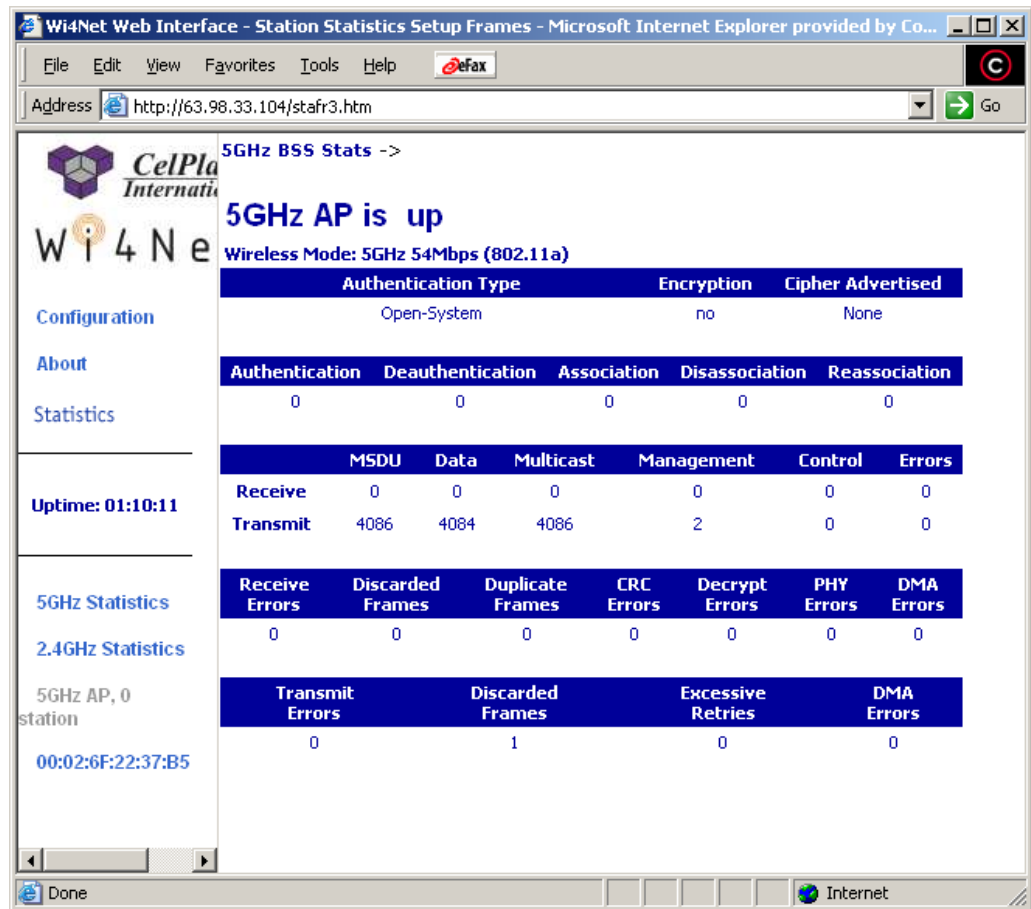 Wi4Net Web Interface - Station Statistics Setup Frames - Microsoft Internet Explorer provided by Co...
File Edit View Favorites Tools Help eFax
Address http://63.98.33.104/stafr3.htm Go
CelPla
Internati
Wi4Ne
Configuration
About
Statistics
Uptime: 01:10:11
5GHz Statistics
2.4GHz Statistics
5GHz AP, 0
station
00:02:6F:22:37:B5
5GHz BSS Stats ->
5GHz AP is up
Wireless Mode: 5GHz 54Mbps (802.11a)
Authentication Type Encryption Cipher Advertised
Open-System no None
Authentication Deauthentication Association Disassociation Reassociation
0 0 0 0 0
MSDU Data Multicast Management Control Errors
Receive 0 0 0 0 0 0
Transmit 4086 4084 4086 2 0 0
Receive Discarded Duplicate CRC Decrypt PHY DMA
Errors Frames Frames Errors Errors Errors Errors
0 0 0 0 0 0 0
Transmit Discarded Excessive DMA
Errors Frames Retries Errors
0 1 0 0
Done Internet